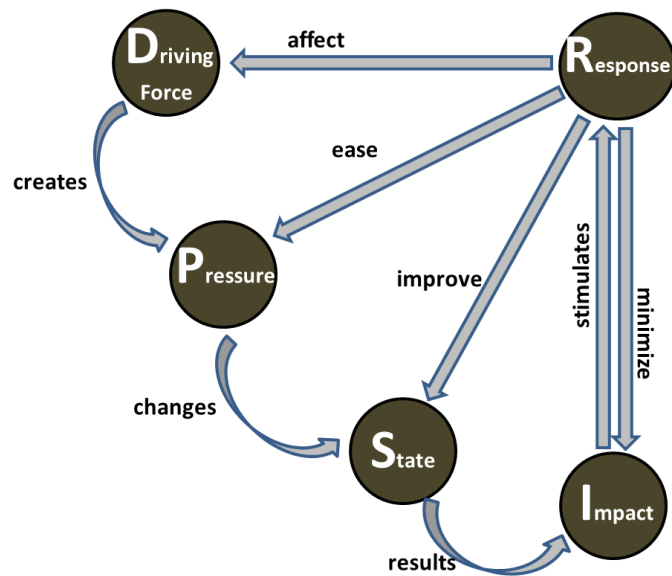 affect
Driving
Force
Response
creates
ease
Pressure
improve
stimulates
minimize
changes
State
Impact
results